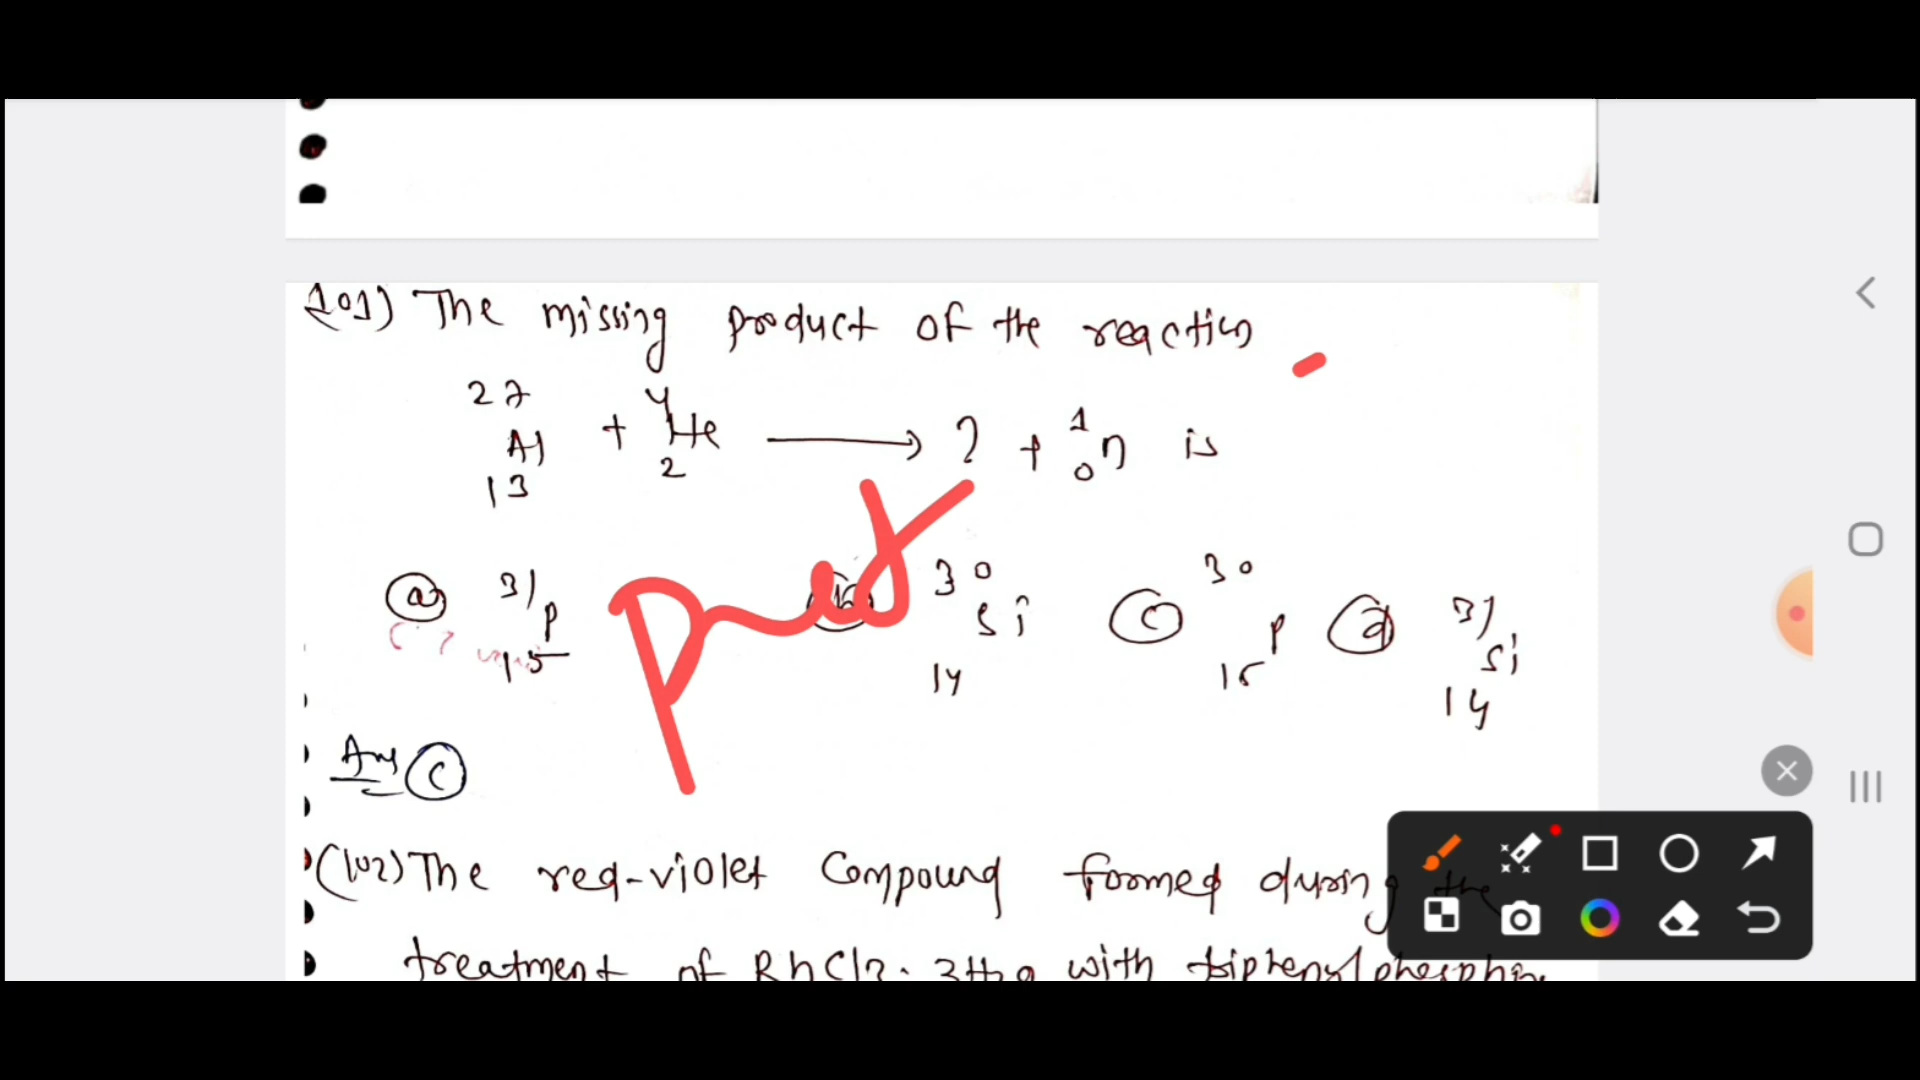 101) The missing product of the reaction
27 Al 13 + 4 He 2 ⟶ ? + 1 0 n is
(a) 31 P 15 (b) 30 Si 14 (c) 30 P 15 (d) 31 Si 14
Ans (c)
(102) The red-violet Compound formed during the
treatment of RhCl3. 3H2O with